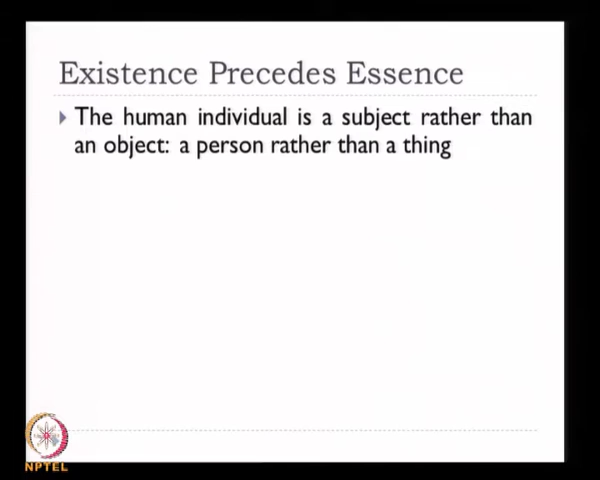 Existence Precedes Essence
The human individual is a subject rather than
an object: a person rather than a thing
NPTEL